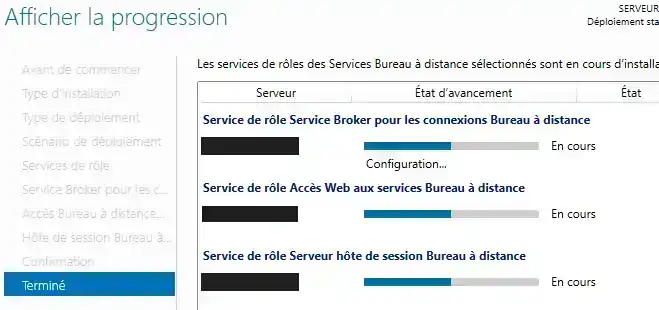 Afficher la progression
SERVEUR
Déploiement sta
Les services de rôles des Services Bureau à distance sélectionnés sont en cours d'installa
Avant de commencer
Type d'installation
Type de déploiement
Scénario de déploiement
Services de rôle
Service Broker pour les c...
Accès Bureau à distance,...
Hôte de session Bureau à...
Confirmation
Terminé
Serveur
État d'avancement
État
Service de rôle Service Broker pour les connexions Bureau à distance
En cours
Configuration...
Service de rôle Accès Web aux services Bureau à distance
En cours
Service de rôle Serveur hôte de session Bureau à distance
En cours